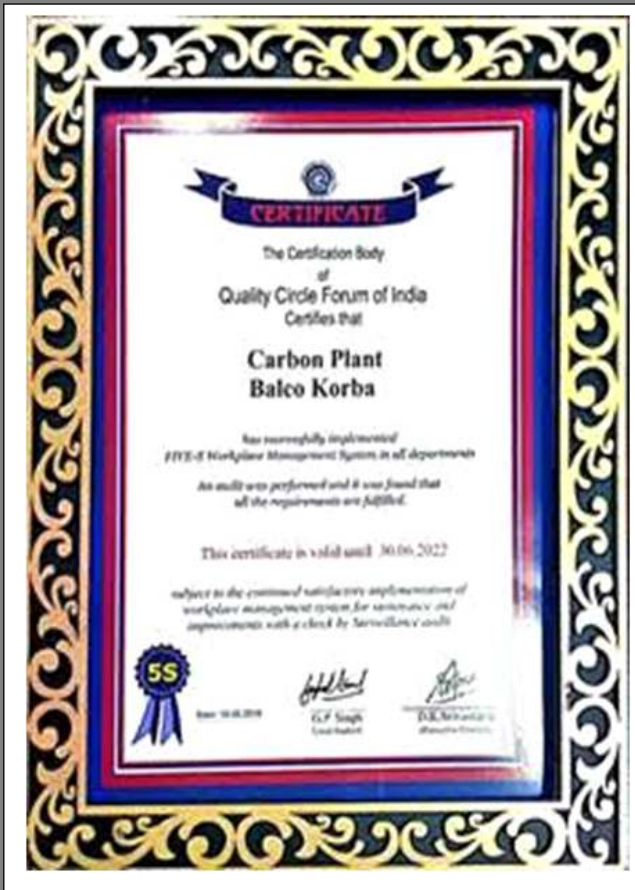 CERTIFICATE
The Certification Body
of
Quality Circle Forum of India
Certifies that
Carbon Plant
Balco Korba
has successfully implemented
FIVE-S Workplace Management System in all departments
An audit was performed and it was found that
all the requirements are fulfilled.
This certificate is valid until 30.06.2022
subject to the continued satisfactory implementation of
workplace management system for sustenance and
improvements with a check by Surveillance audit
5S
Date:
G.P. Singh
D.K. Srivastava